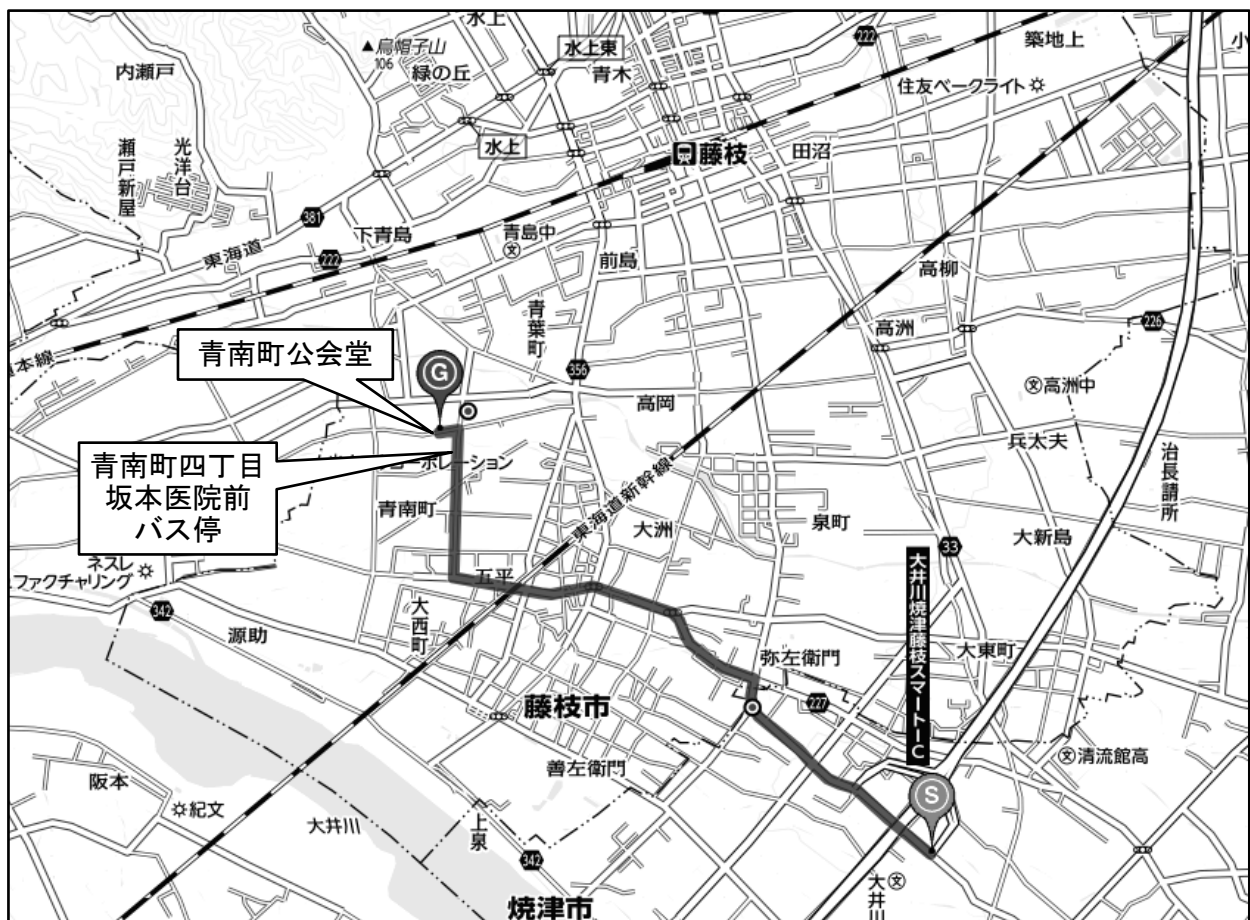 水上
水上東
222
築地上
小
▲烏帽子山
106
緑の丘
青木
内瀬戸
住友ベークライト
水上
藤枝
田沼
光洋台
瀬戸新屋
381
下青島
青島中
文
東海道
222
前島
高柳
青葉町
高洲
226
本線
青南町公会堂
G
356
高岡
文高洲中
兵太夫
治長請所
青南町四丁目
坂本医院前
バス停
ーポレーション
青南町
東海道新幹線
大洲
泉町
33
大新島
ネスレ
ファクチャリング
五平
大井川焼津藤枝スマートIC
342
源助
大西町
弥左衛門
大東町
藤枝市
227
文清流館高
善左衛門
S
阪本
紀文
大井川
上泉
342
大井川
文
焼津市